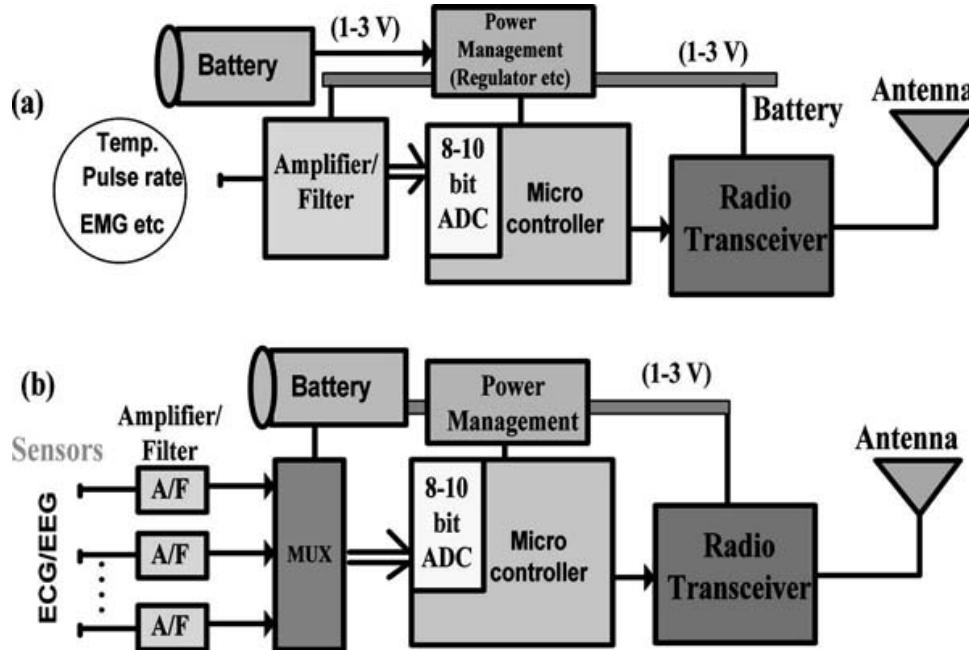 (a)
Battery
(1-3 V)
Power
Management
(Regulator etc)
(1-3 V)
Battery
Antenna
Temp.
Pulse rate
EMG etc
Amplifier/
Filter
8-10
bit
ADC
Micro
controller
Radio
Transceiver
(b)
Battery
Power
Management
(1-3 V)
Antenna
Sensors
Amplifier/
Filter
ECG/EEG
A/F
A/F
A/F
MUX
8-10
bit
ADC
Micro
controller
Radio
Transceiver